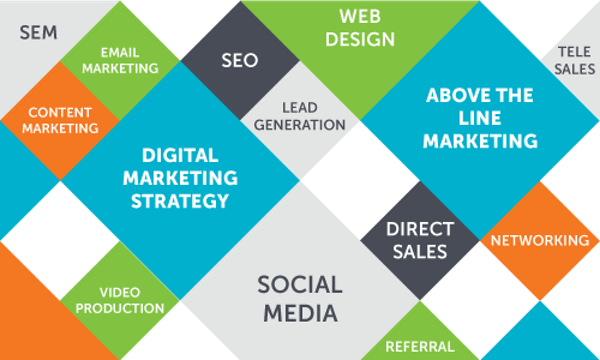 SEM
EMAIL
MARKETING
SEO
WEB
DESIGN
TELE
SALES
CONTENT
MARKETING
LEAD
GENERATION
ABOVE THE
LINE
MARKETING
DIGITAL
MARKETING
STRATEGY
DIRECT
SALES
NETWORKING
VIDEO
PRODUCTION
SOCIAL
MEDIA
REFERRAL